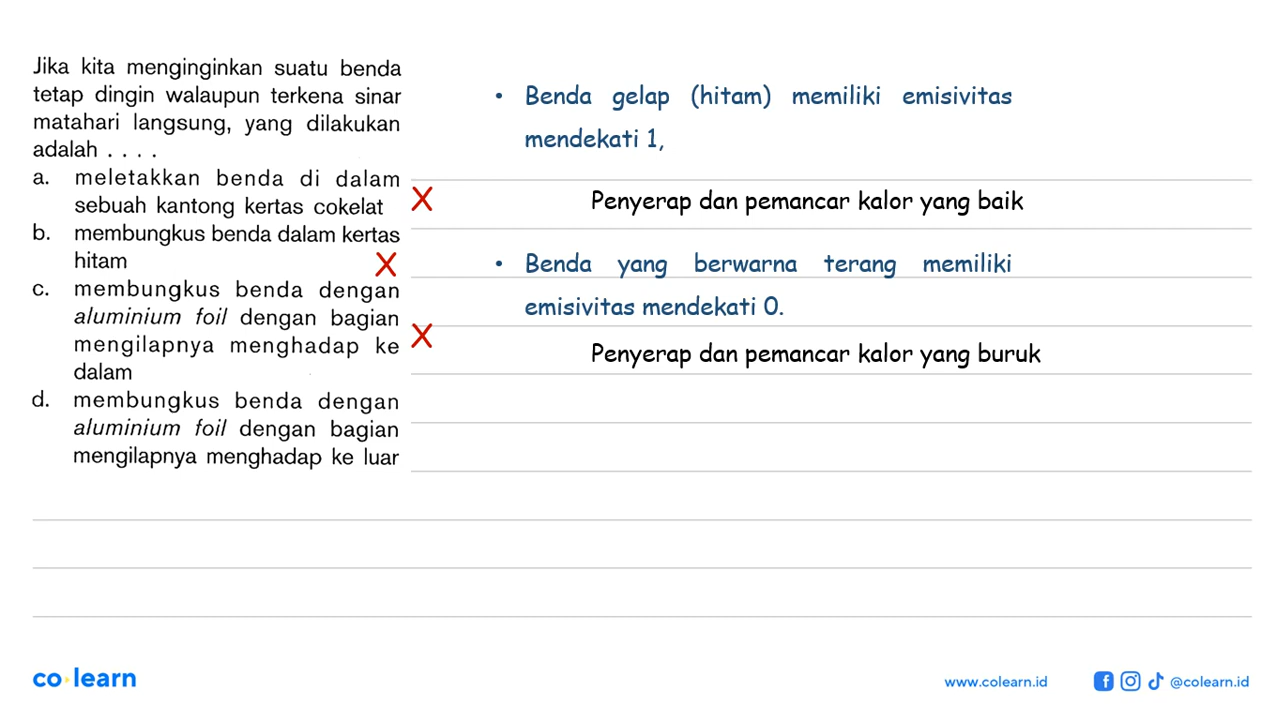 Jika kita menginginkan suatu benda
tetap dingin walaupun terkena sinar
matahari langsung, yang dilakukan
adalah . . . .
a. meletakkan benda di dalam
sebuah kantong kertas cokelat
b. membungkus benda dalam kertas
hitam
c. membungkus benda dengan
aluminium foil dengan bagian
mengilapnya menghadap ke
dalam
d. membungkus benda dengan
aluminium foil dengan bagian
mengilapnya menghadap ke luar
• Benda gelap (hitam) memiliki emisivitas
mendekati 1,
Penyerap dan pemancar kalor yang baik
• Benda yang berwarna terang memiliki
emisivitas mendekati 0.
Penyerap dan pemancar kalor yang buruk
co·learn
www.colearn.id
@colearn.id